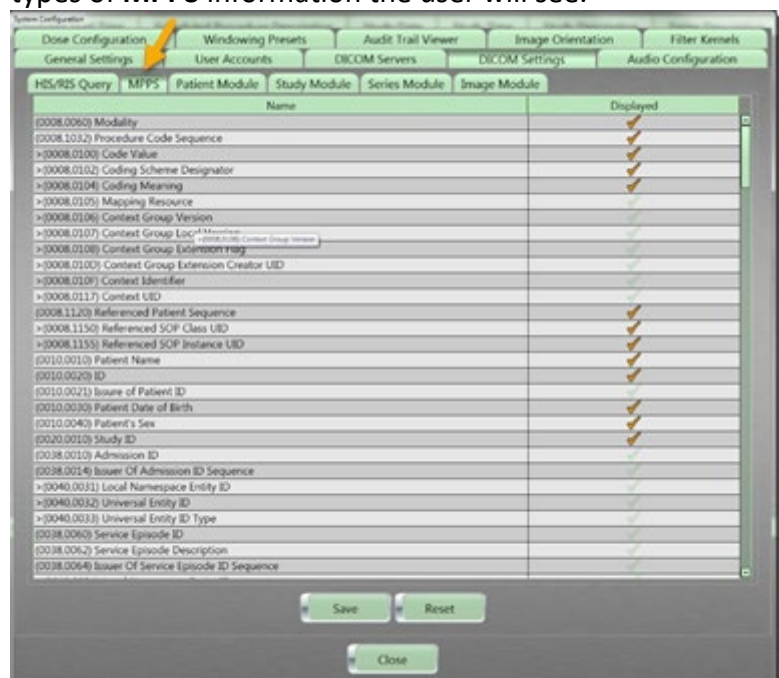 types of MPPS information the user will see.
System Configuration
Dose Configuration Windowing Presets Audit Trail Viewer Image Orientation Filter Kernels
General Settings User Accounts DICOM Servers DICOM Settings Audio Configuration
HIS/RIS Query MPPS Patient Module Study Module Series Module Image Module
Name Displayed
(0008,0060) Modality
(0008,1032) Procedure Code Sequence
>(0008,0100) Code Value
>(0008,0102) Coding Scheme Designator
>(0008,0104) Coding Meaning
>(0008,0105) Mapping Resource
>(0008,0106) Context Group Version
>(0008,0107) Context Group Local Version
>(0008,0106) Context Group Version
>(0008,010B) Context Group Extension Flag
>(0008,010D) Context Group Extension Creator UID
>(0008,010F) Context Identifier
>(0008,0117) Context UID
(0008,1120) Referenced Patient Sequence
>(0008,1150) Referenced SOP Class UID
>(0008,1155) Referenced SOP Instance UID
(0010,0010) Patient Name
(0010,0020) ID
(0010,0021) Issure of Patient ID
(0010,0030) Patient Date of Birth
(0010,0040) Patient's Sex
(0020,0010) Study ID
(0038,0010) Admission ID
(0038,0014) Issuer Of Admission ID Sequence
>(0040,0031) Local Namespace Entity ID
>(0040,0032) Universal Entity ID
>(0040,0033) Universal Entity ID Type
(0038,0060) Service Episode ID
(0038,0062) Service Episode Description
(0038,0064) Issuer Of Service Episode ID Sequence
Save Reset
Close